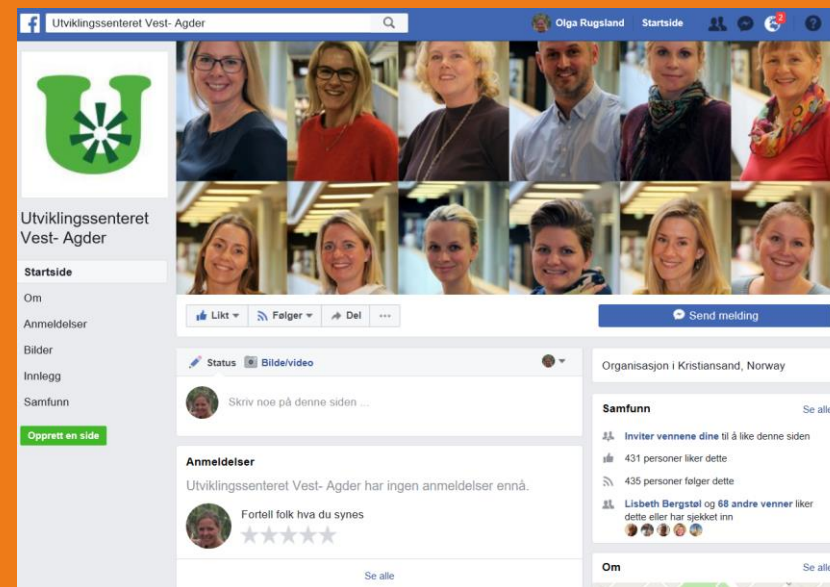 Utviklingssenteret Vest- Agder
Olga Rugsland
Startside
2
Utviklingssenteret
Vest- Agder
Startside
Om
Anmeldelser
Bilder
Innlegg
Samfunn
Opprett en side
Likt
Følger
Del
Send melding
Status
Bilde/video
Skriv noe på denne siden ...
Anmeldelser
Utviklingssenteret Vest- Agder har ingen anmeldelser ennå.
Fortell folk hva du synes
Se alle
Organisasjon i Kristiansand, Norway
Samfunn
Se alle
Inviter vennene dine til å like denne siden
431 personer liker dette
435 personer følger dette
Lisbeth Bergstøl og 68 andre venner liker
dette eller har sjekket inn
Om
Se alle